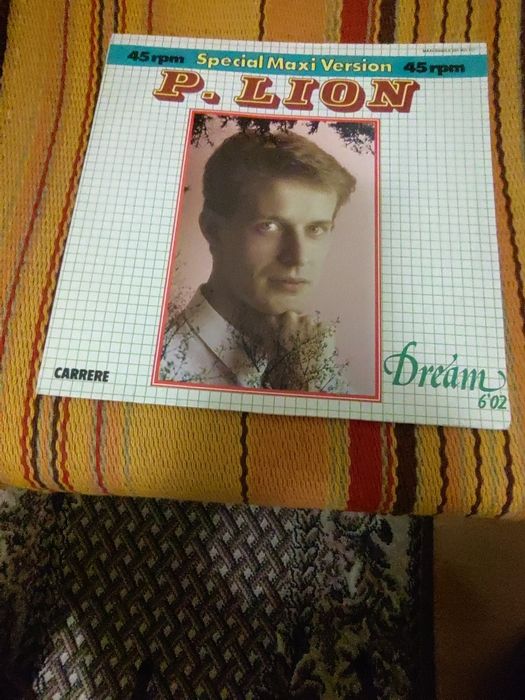 45 rpm Special Maxi Version 45 rpm
P. LION
CARRERE
Dream
6'02